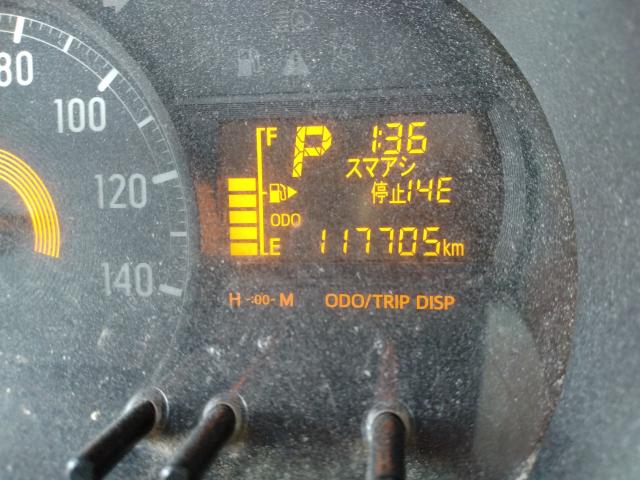 80
100
120
140
F
P
1:36
スマアシ
停止14E
ODO
E
117705km
H -:00- M
ODO/TRIP DISP